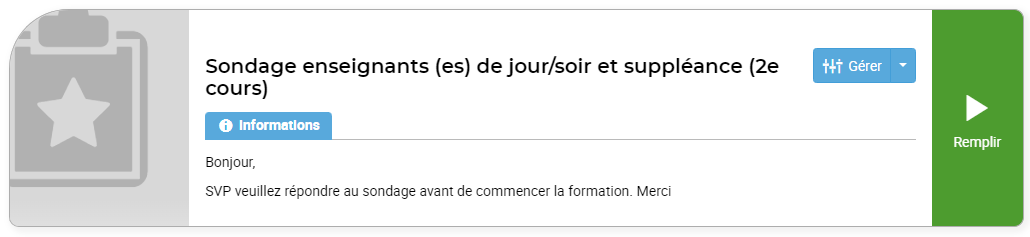 Sondage enseignants (es) de jour/soir et suppléance (2e
cours)
Gérer
Informations
Bonjour,
SVP veuillez répondre au sondage avant de commencer la formation. Merci
Remplir